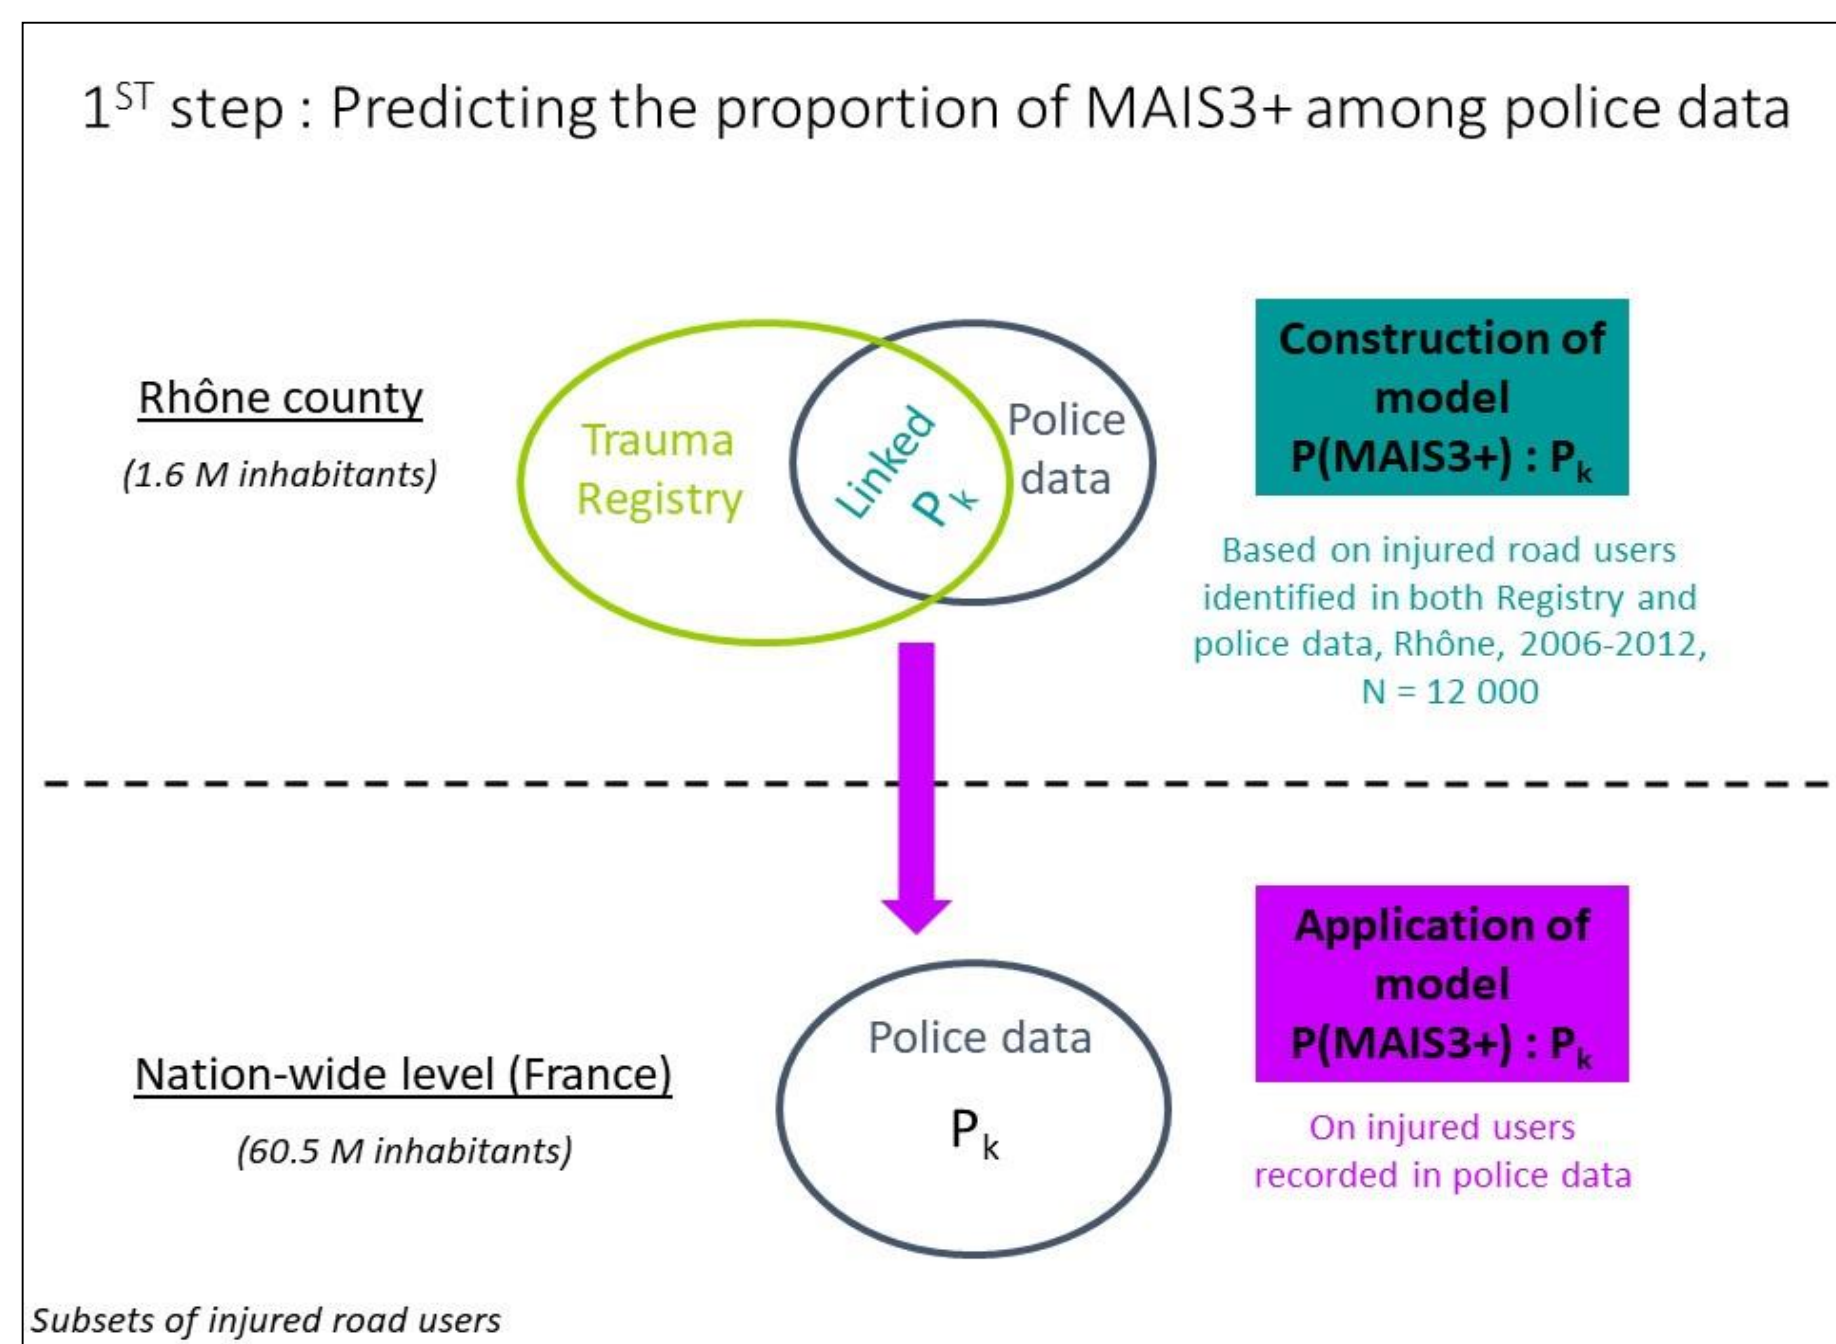 1ST step : Predicting the proportion of MAIS3+ among police data
Rhône county
(1.6 M inhabitants)
Trauma
Registry
Linked
Pk
Police
data
Construction of
model
P(MAIS3+) : Pk
Based on injured road users
identified in both Registry and
police data, Rhône, 2006-2012,
N = 12 000
Nation-wide level (France)
(60.5 M inhabitants)
Police data
Pk
Application of
model
P(MAIS3+) : Pk
On injured users
recorded in police data
Subsets of injured road users